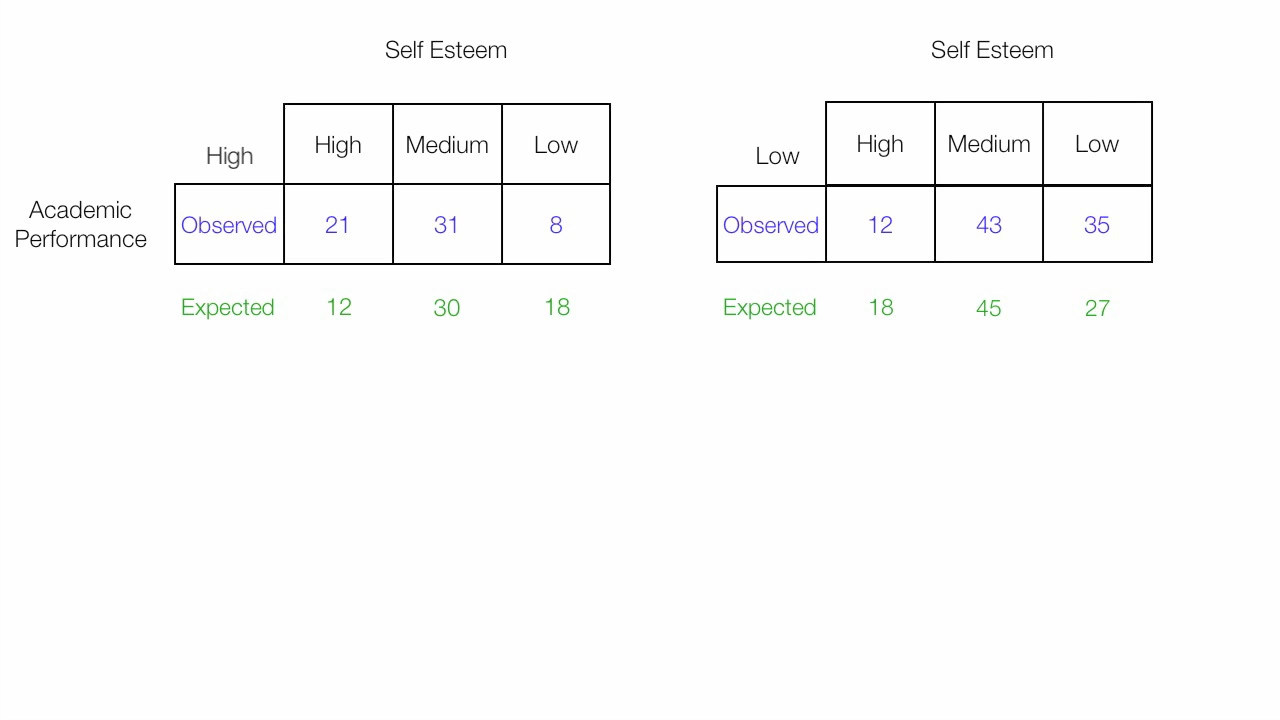 Self Esteem
Self Esteem
High
High Medium Low
Low
High Medium Low
Academic
Performance
Observed 21 31 8
Observed 12 43 35
Expected 12 30 18
Expected 18 45 27